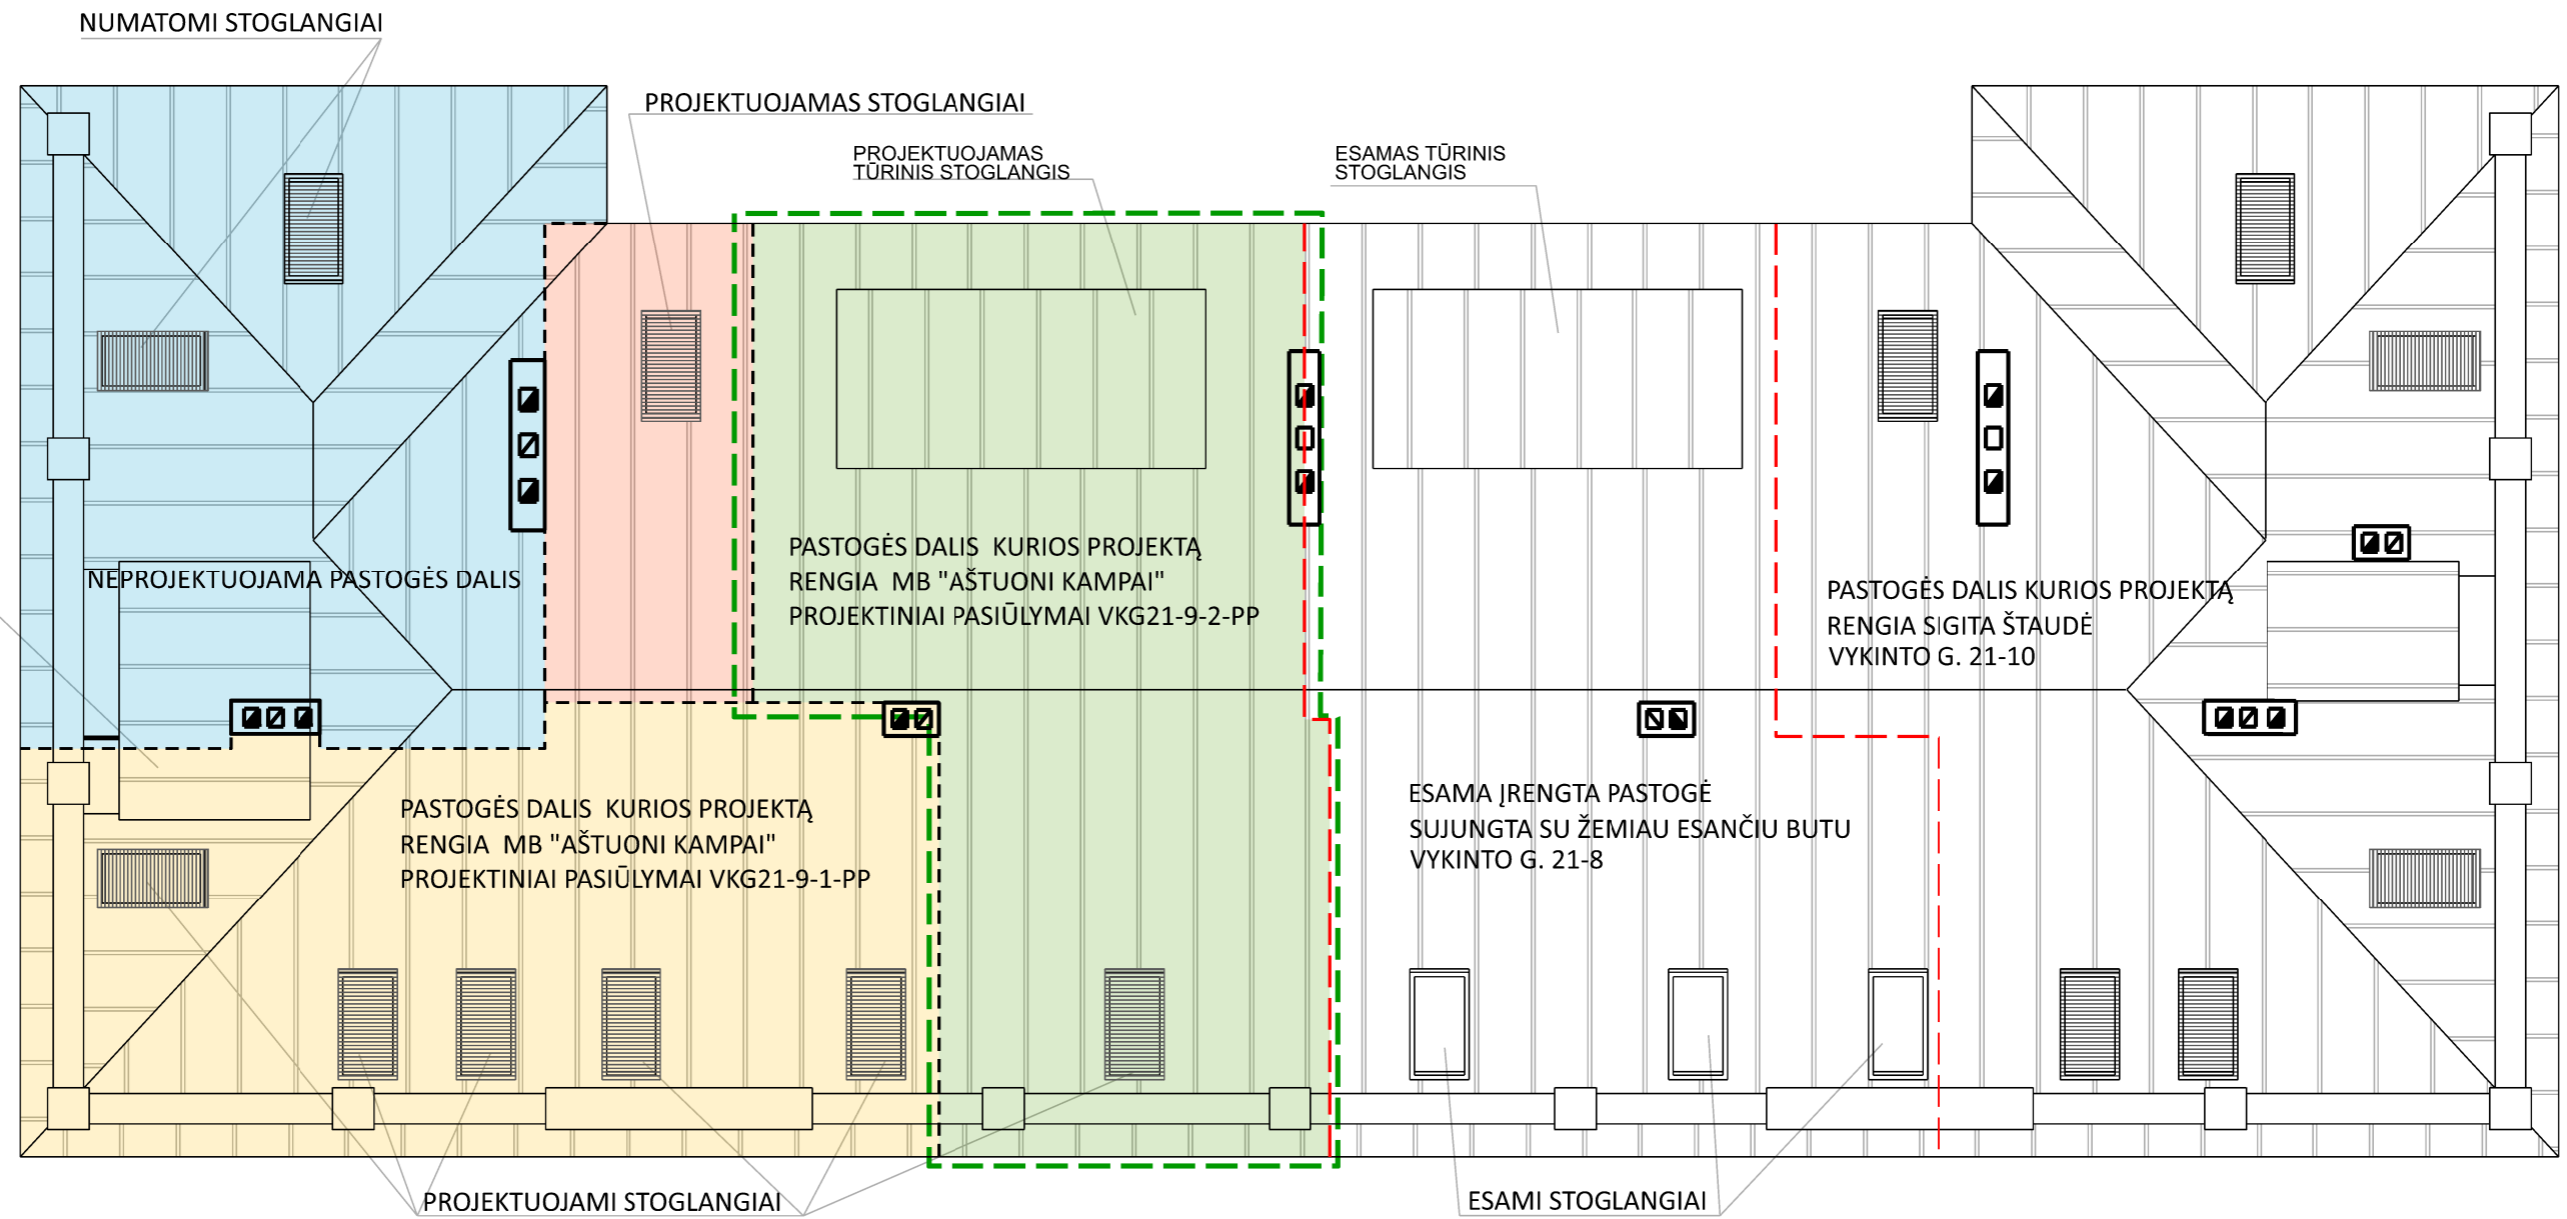 NUMATOMI STOGLANGIAI
PROJEKTUOJAMAS STOGLANGIAI
PROJEKTUOJAMAS
TŪRINIS STOGLANGIS
ESAMAS TŪRINIS
STOGLANGIS
NEPROJEKTUOJAMA PASTOGĖS DALIS
PASTOGĖS DALIS KURIOS PROJEKTĄ
RENGIA MB "AŠTUONI KAMPAI"
PROJEKTINIAI PASIŪLYMAI VKG21-9-2-PP
PASTOGĖS DALIS KURIOS PROJEKTĄ
RENGIA SIGITA ŠTAUDĖ
VYKINTO G. 21-10
PASTOGĖS DALIS KURIOS PROJEKTĄ
RENGIA MB "AŠTUONI KAMPAI"
PROJEKTINIAI PASIŪLYMAI VKG21-9-1-PP
ESAMA ĮRENGTA PASTOGĖ
SUJUNGTA SU ŽEMIAU ESANČIU BUTU
VYKINTO G. 21-8
PROJEKTUOJAMI STOGLANGIAI
ESAMI STOGLANGIAI